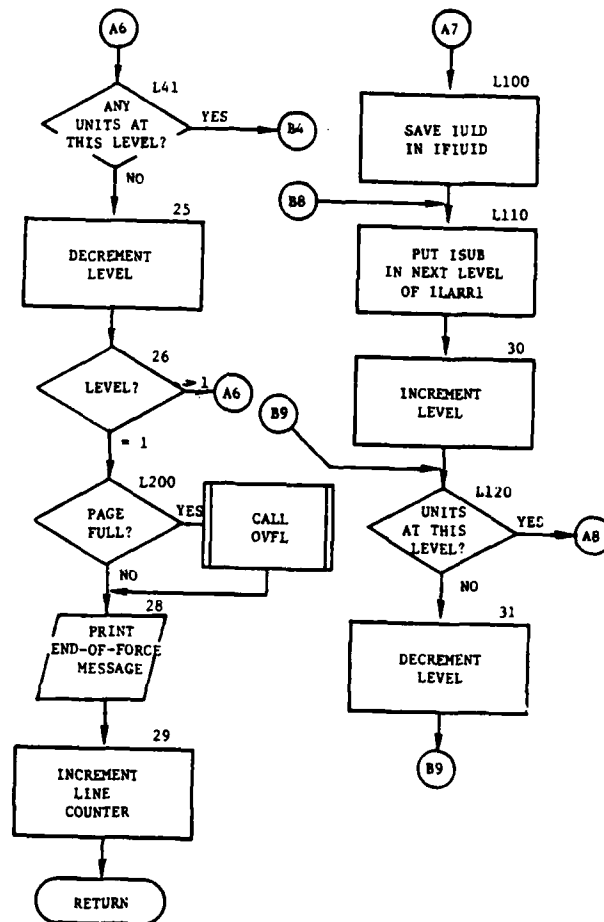 A6
L41
ANY
UNITS AT
THIS LEVEL?
YES
B4
NO
25
DECREMENT
LEVEL
26
LEVEL?
> 1
A6
= 1
L200
PAGE
FULL?
YES
CALL
OVFL
NO
28
PRINT
END-OF-FORCE
MESSAGE
29
INCREMENT
LINE
COUNTER
RETURN
A7
L100
SAVE IUID
IN IFIUID
B8
L110
PUT ISUB
IN NEXT LEVEL
OF ILARR1
30
INCREMENT
LEVEL
B9
L120
UNITS
AT THIS
LEVEL?
YES
A8
NO
31
DECREMENT
LEVEL
B9